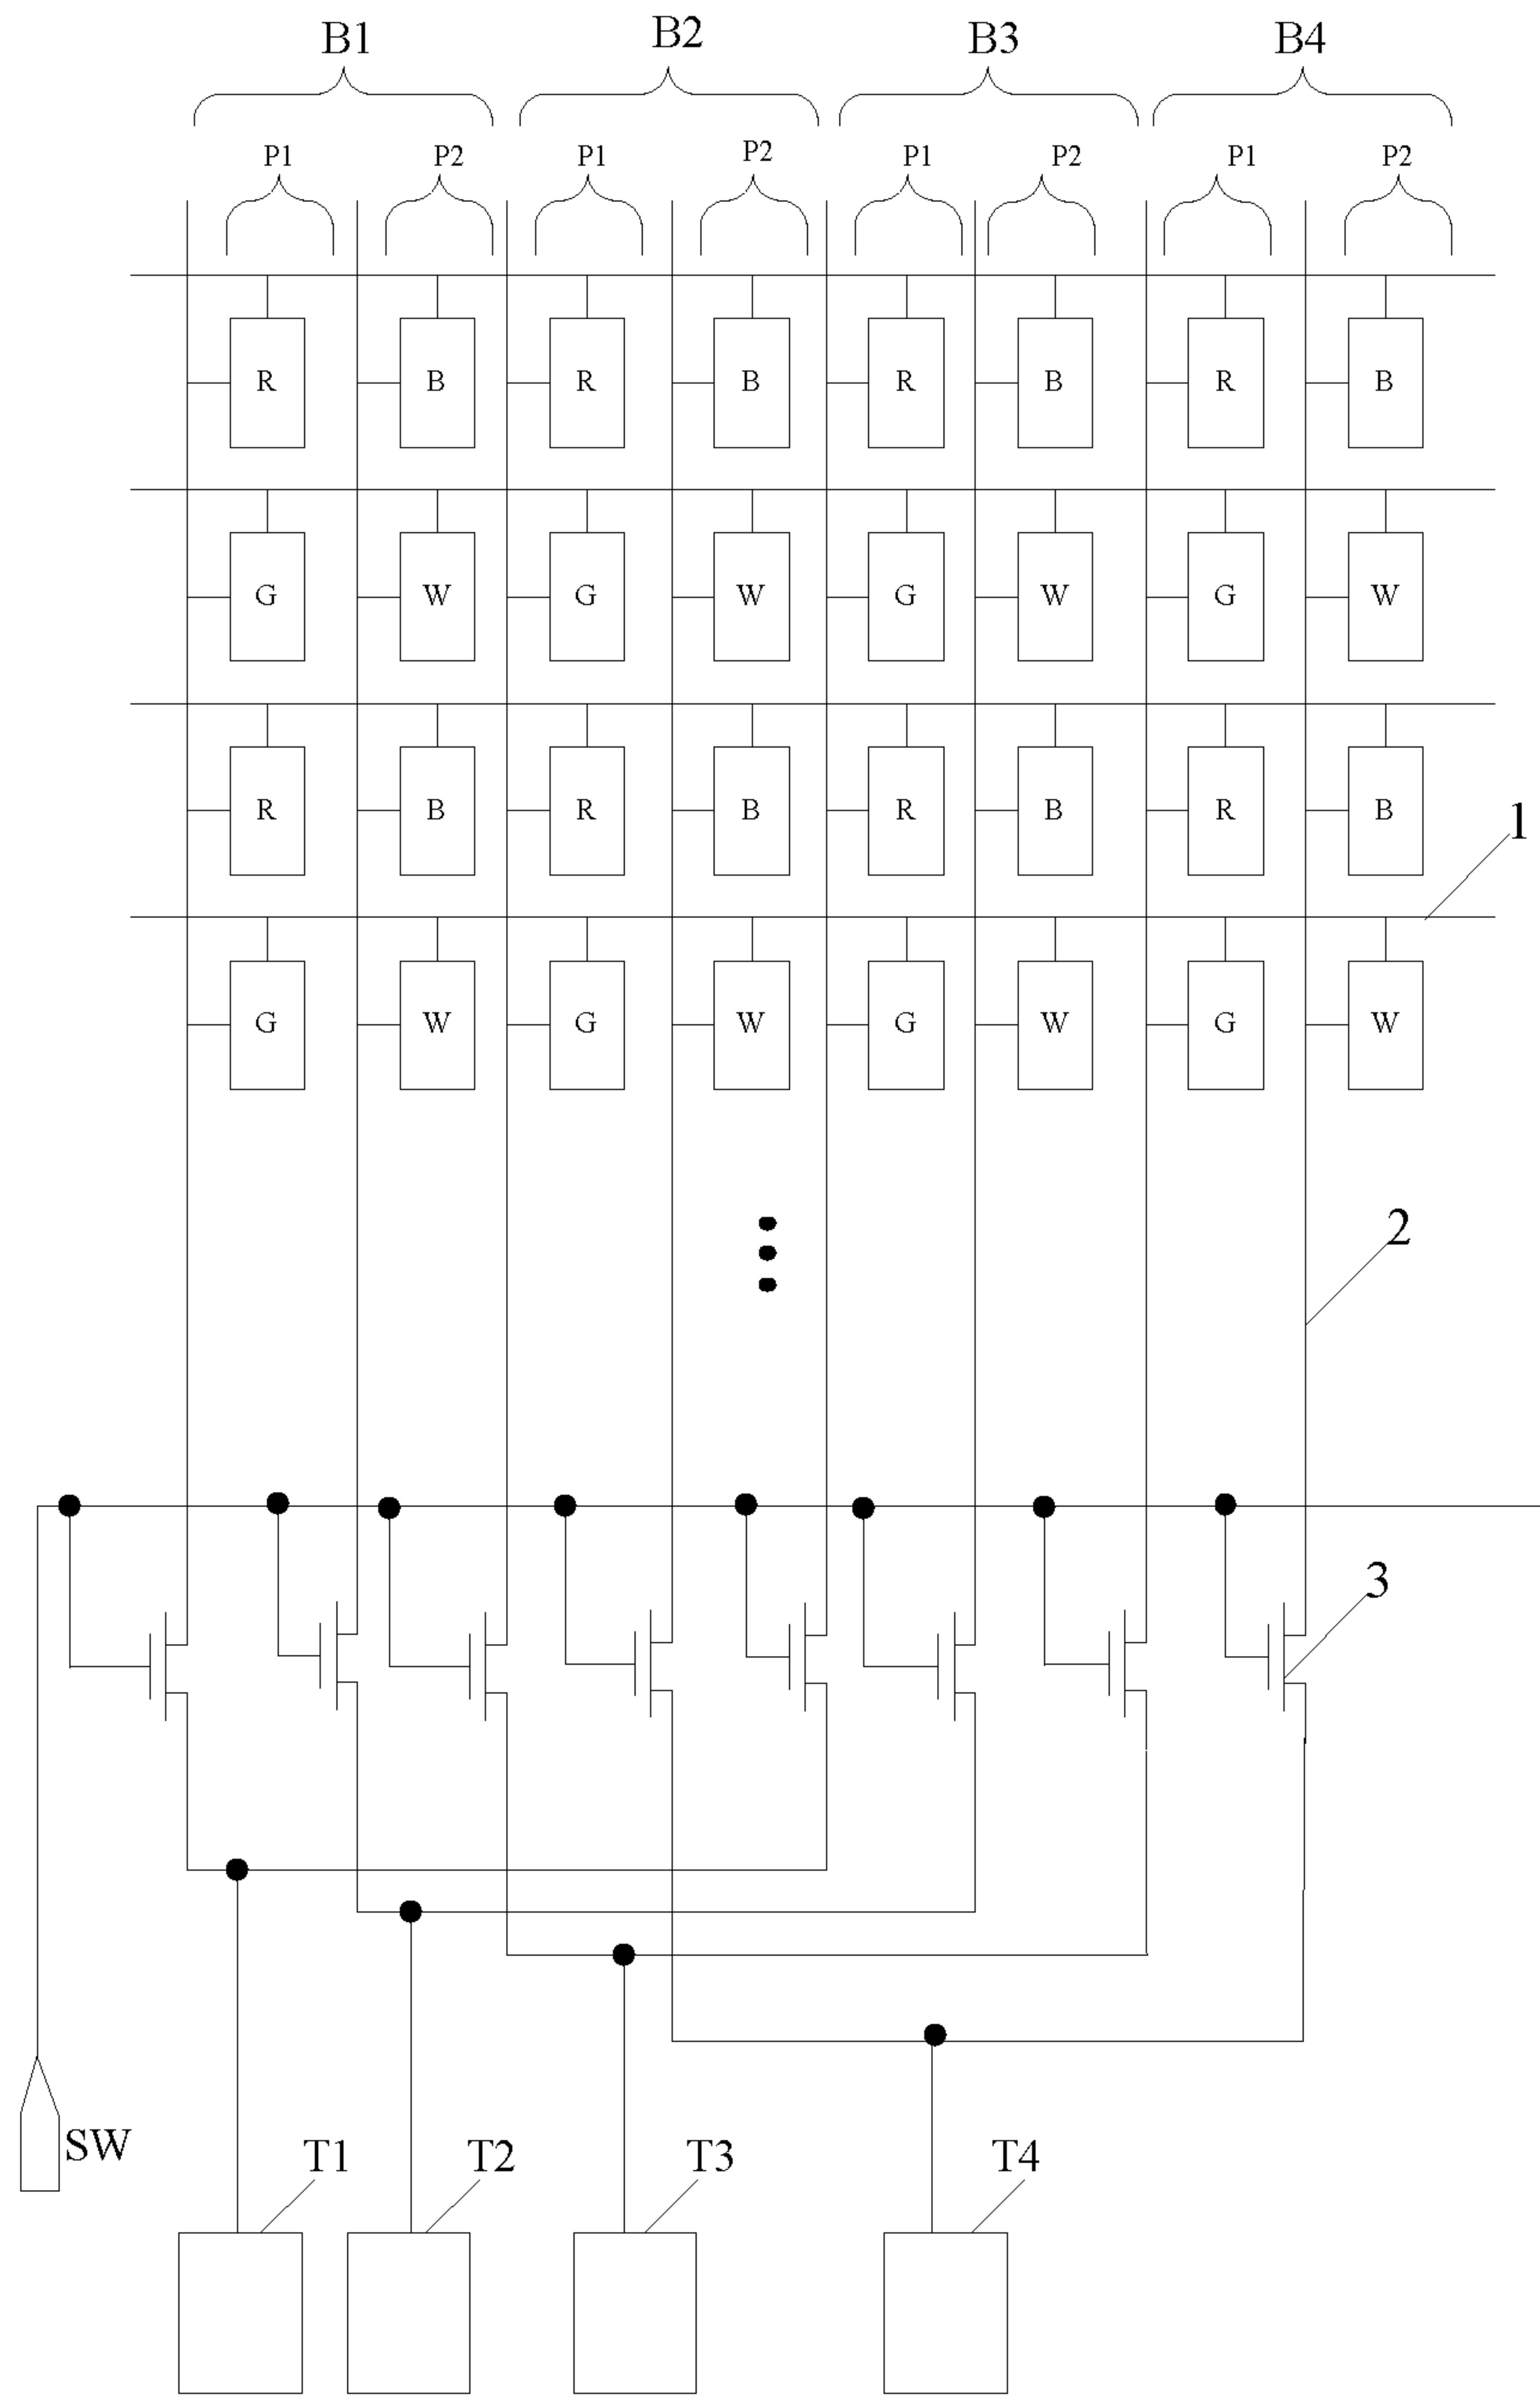 B1 B2 B3 B4
P1 P2 P1 P2 P1 P2 P1 P2
R B R B R B R B
G W G W G W G W
R B R B R B R B
1
G W G W G W G W
2
3
SW
T1 T2 T3 T4